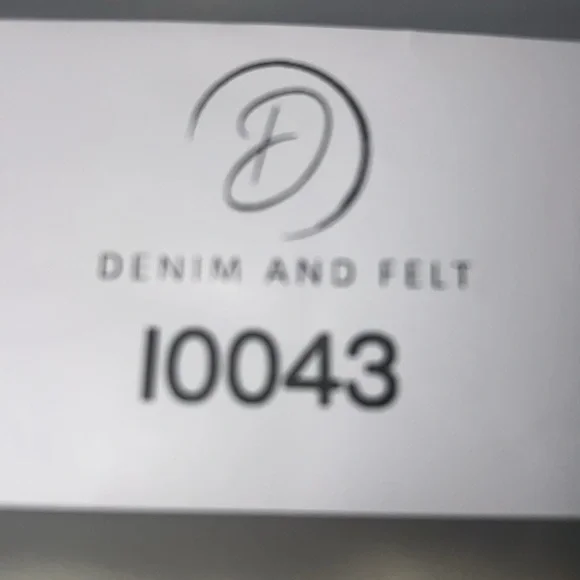 D
DENIM AND FELT
I0043